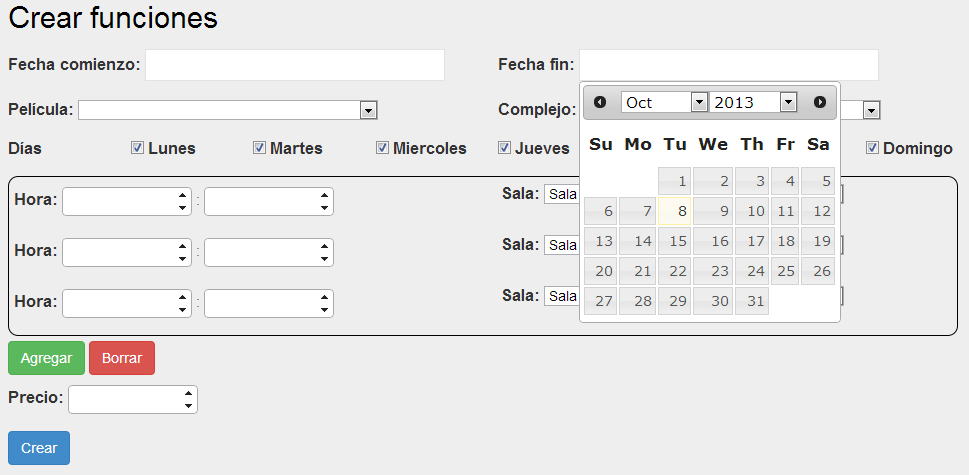 Crear funciones
Fecha comienzo: Fecha fin:
Película: Complejo:
Oct 2013
Días Lunes Martes Miercoles Jueves Domingo
Su Mo Tu We Th Fr Sa
1 2 3 4 5
6 7 8 9 10 11 12
13 14 15 16 17 18 19
20 21 22 23 24 25 26
27 28 29 30 31
Hora: : Sala: Sala
Hora: : Sala: Sala
Hora: : Sala: Sala
Agregar Borrar
Precio:
Crear